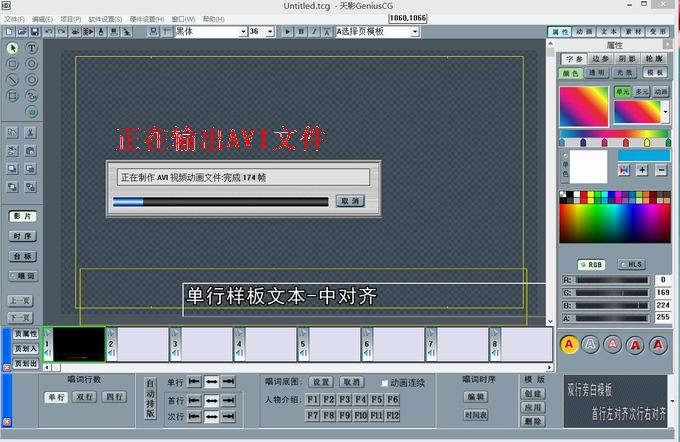 Untitled.tcg - 天影GeniusCG
文件(F) 编辑(E) 项目(P) 软件设置(S) 硬件设置(H) 窗口(W) 帮助(H)
1060,1066
黑体 36 A选择页模板
属性 动画 文本 素材 变形
属性
字参 边参 阴影 轮廓
颜色 透明 光效 模板
单元 多元 动画
单色
RGB HLS
R: 0
G: 169
B: 224
A: 255
正在输出AVI文件
正在制作 AVI 视频动画文件:完成 174 帧
取消
影片
时序
台标
唱词
上一页
下一页
单行样板文本-中对齐
页属性
页划入
页划出
1 2 3 4 5 6 7 8
唱词行数
单行 双行 四行
自动排版
单行
首行
次行
唱词底图: 设置 取消 动画连续
人物介绍: F1 F2 F3 F4 F5 F6
F7 F8 F9 F10 F11 F12
唱词时序
编辑
时间表
模版
创建
应用
删除
双行旁白模板
首行左对齐次行右对齐